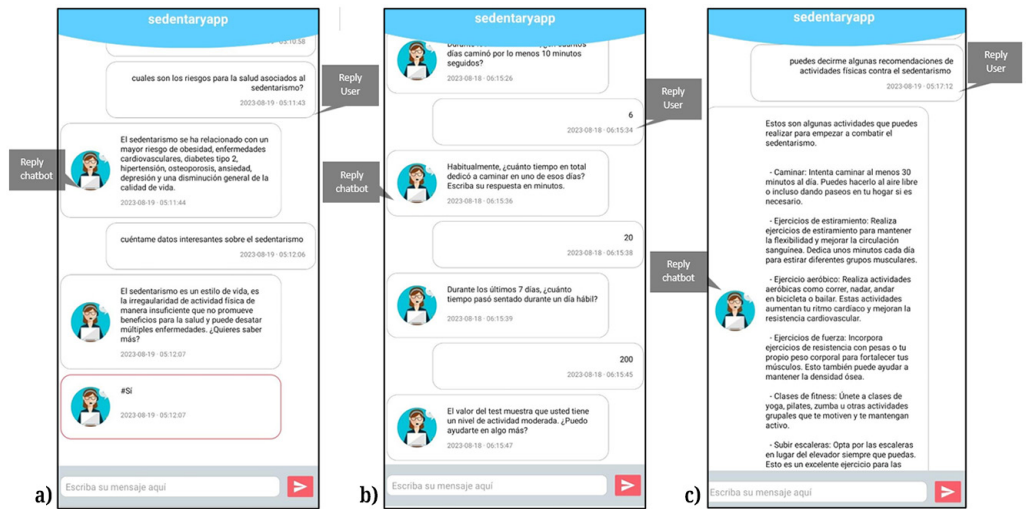 sedentaryapp
cuales son los riesgos para la salud asociados al
sedentarismo?
2023-08-19 - 05:11:43
Reply
User
El sedentarismo se ha relacionado con un
mayor riesgo de obesidad, enfermedades
cardiovasculares, diabetes tipo 2,
hipertensión, osteoporosis, ansiedad,
depresión y una disminución general de la
calidad de vida.
2023-08-19 - 05:11:44
Reply
chatbot
cuéntame datos interesantes sobre el sedentarismo
2023-08-19 - 05:12:06
El sedentarismo es un estilo de vida, es
la irregularidad de actividad física de
manera insuficiente que no promueve
beneficios para la salud y puede desatar
múltiples enfermedades. ¿Quieres saber
más?
2023-08-19 - 05:12:07
#Sí
2023-08-19 - 05:12:07
Escriba su mensaje aquí
a)
sedentaryapp
días caminó por lo menos 10 minutos
seguidos?
2023-08-18 - 06:15:26
6
2023-08-18 - 06:15:34
Reply
User
Habitualmente, ¿cuánto tiempo en total
dedicó a caminar en uno de esos días?
Escriba su respuesta en minutos.
2023-08-18 - 06:15:36
Reply
chatbot
20
2023-08-18 - 06:15:38
Durante los últimos 7 días, ¿cuánto
tiempo pasó sentado durante un día hábil?
2023-08-18 - 06:15:39
200
2023-08-18 - 06:15:45
El valor del test muestra que usted tiene
un nivel de actividad moderada. ¿Puedo
ayudarte en algo más?
2023-08-18 - 06:15:47
Escriba su mensaje aquí
b)
sedentaryapp
puedes decirme algunas recomendaciones de
actividades físicas contra el sedentarismo
2023-08-19 - 05:17:12
Reply
User
Estos son algunas actividades que puedes
realizar para empezar a combatir el
sedentarismo.
- Caminar: Intenta caminar al menos 30
minutos al día. Puedes hacerlo al aire libre
o incluso dando paseos en tu hogar si es
necesario.
- Ejercicios de estiramiento: Realiza
ejercicios de estiramiento para mantener
la flexibilidad y mejorar la circulación
sanguínea. Dedica unos minutos cada día
para estirar diferentes grupos musculares.
Reply
chatbot
- Ejercicio aeróbico: Realiza actividades
aeróbicas como correr, nadar, andar
en bicicleta o bailar. Estas actividades
aumentan tu ritmo cardíaco y mejoran la
resistencia cardiovascular.
- Ejercicios de fuerza: Incorpora
ejercicios de resistencia con pesas o tu
propio peso corporal para fortalecer tus
músculos. Esto también puede ayudar a
mantener la densidad ósea.
- Clases de fitness: Únete a clases de
yoga, pilates, zumba u otras actividades
grupales que te motiven y te mantengan
activo.
- Subir escaleras: Opta por las escaleras
en lugar del elevador siempre que puedas.
Esto es un excelente ejercicio para las
Escriba su mensaje aquí
c)